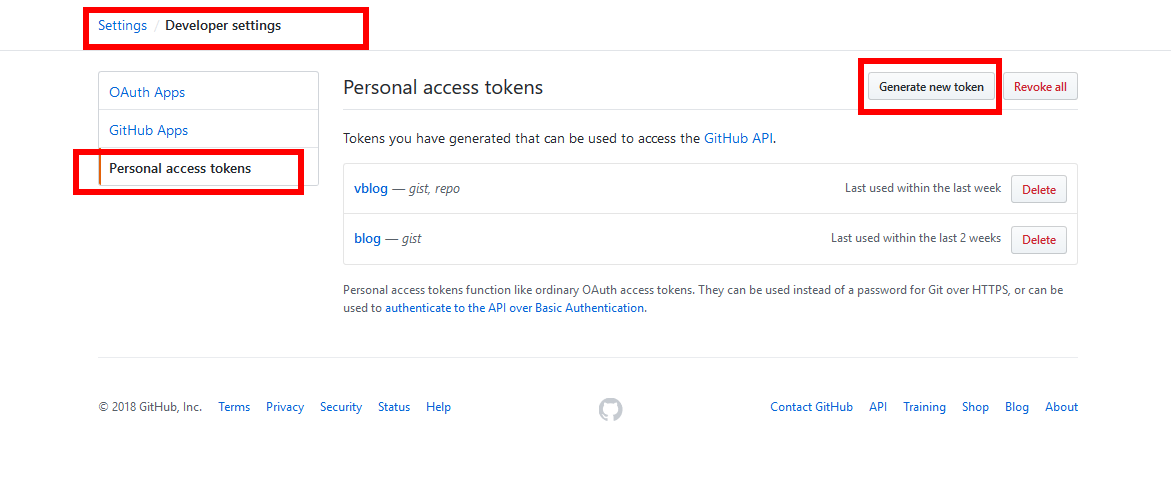 Settings / Developer settings
OAuth Apps
GitHub Apps
Personal access tokens
Personal access tokens
Generate new token
Revoke all
Tokens you have generated that can be used to access the GitHub API.
vblog — gist, repo
Last used within the last week
Delete
blog — gist
Last used within the last 2 weeks
Delete
Personal access tokens function like ordinary OAuth access tokens. They can be used instead of a password for Git over HTTPS, or can be
used to authenticate to the API over Basic Authentication.
© 2018 GitHub, Inc. Terms Privacy Security Status Help
Contact GitHub API Training Shop Blog About